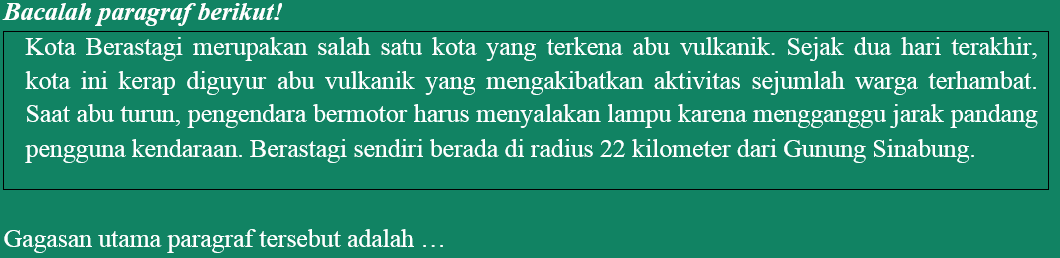 Bacalah paragraf berikut!
Kota Berastagi merupakan salah satu kota yang terkena abu vulkanik. Sejak dua hari terakhir,
kota ini kerap diguyur abu vulkanik yang mengakibatkan aktivitas sejumlah warga terhambat.
Saat abu turun, pengendara bermotor harus menyalakan lampu karena mengganggu jarak pandang
pengguna kendaraan. Berastagi sendiri berada di radius 22 kilometer dari Gunung Sinabung.
Gagasan utama paragraf tersebut adalah …